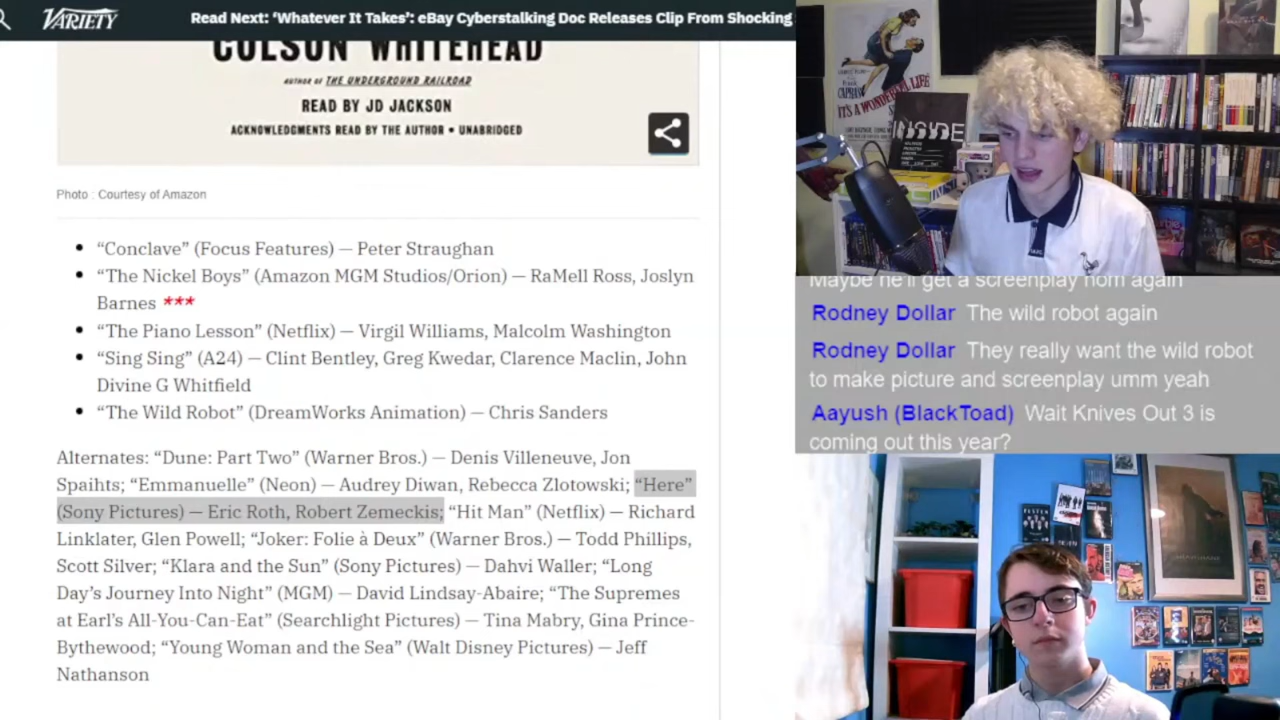 VARIETY
Read Next: ‘Whatever It Takes’: eBay Cyberstalking Doc Releases Clip From Shocking
COLSON WHITEHEAD
AUTHOR OF THE UNDERGROUND RAILROAD
READ BY JD JACKSON
ACKNOWLEDGMENTS READ BY THE AUTHOR • UNABRIDGED
Photo : Courtesy of Amazon
“Conclave” (Focus Features) — Peter Straughan
“The Nickel Boys” (Amazon MGM Studios/Orion) — RaMell Ross, Joslyn
Barnes ***
“The Piano Lesson” (Netflix) — Virgil Williams, Malcolm Washington
“Sing Sing” (A24) — Clint Bentley, Greg Kwedar, Clarence Maclin, John
Divine G Whitfield
“The Wild Robot” (DreamWorks Animation) — Chris Sanders
Alternates: “Dune: Part Two” (Warner Bros.) — Denis Villeneuve, Jon
Spaihts; “Emmanuelle” (Neon) — Audrey Diwan, Rebecca Zlotowski; “Here”
(Sony Pictures) — Eric Roth, Robert Zemeckis; “Hit Man” (Netflix) — Richard
Linklater, Glen Powell; “Joker: Folie à Deux” (Warner Bros.) — Todd Phillips,
Scott Silver; “Klara and the Sun” (Sony Pictures) — Dahvi Waller; “Long
Day’s Journey Into Night” (MGM) — David Lindsay-Abaire; “The Supremes
at Earl’s All-You-Can-Eat” (Searchlight Pictures) — Tina Mabry, Gina Prince-
Bythewood; “Young Woman and the Sea” (Walt Disney Pictures) — Jeff
Nathanson
CAPRA'S
IT'S A WONDERFUL LIFE
INSIDE
Maybe he'll get a screenplay nom again
Rodney Dollar The wild robot again
Rodney Dollar They really want the wild robot
to make picture and screenplay umm yeah
Aayush (BlackToad) Wait Knives Out 3 is
coming out this year?